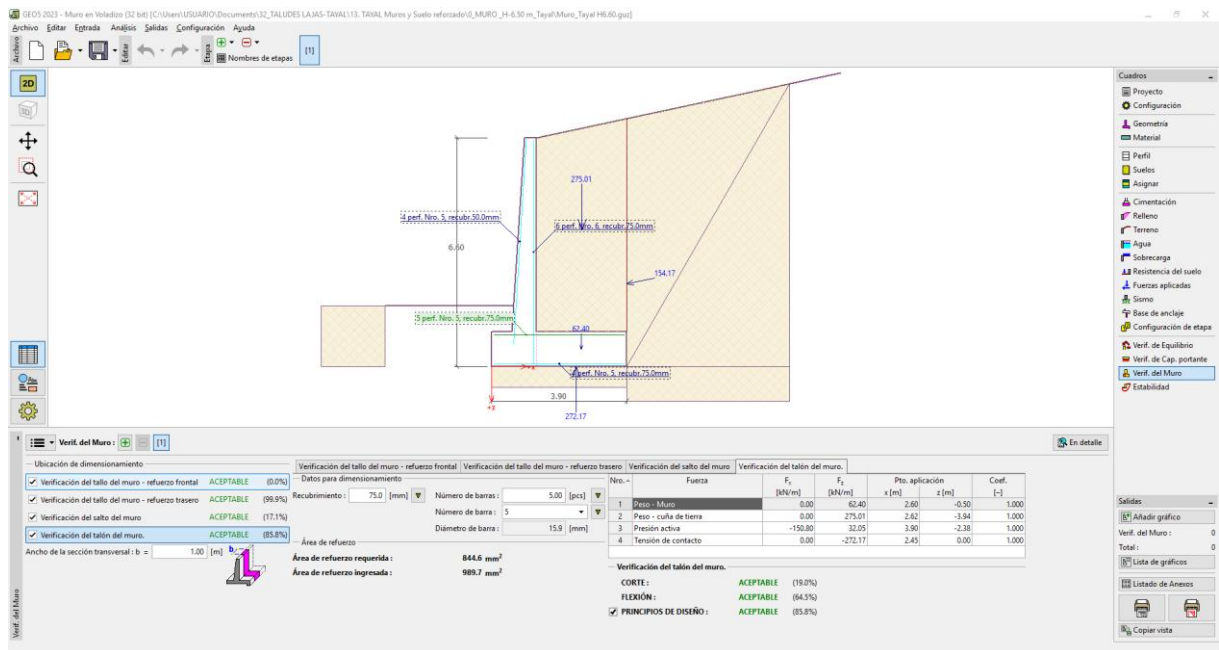 GEO5 2023 - Muro en Voladizo (32 bit) [C:\Users\USUARIO\Documents\32_TALUDES LAJAS-TAYAL\13. TAYAL Muros y Suelo reforzado\0_MURO _H-6.50 m_Tayal\Muro_Tayal H6.60.guz]
Archivo Editar Entrada Análisis Salidas Configuración Ayuda
Archivo
Editar
Etapa
Nombres de etapas
[1]
2D
3D
275.01
4 perf. Nro. 5, recubr.50.0mm
6 perf. Nro. 6, recubr.75.0mm
6.60
154.17
5 perf. Nro. 5, recubr.75.0mm
62.40
+x
perf. Nro. 5, recubr.75.0mm
3.90
+z
272.17
Cuadros
Proyecto
Configuración
Geometría
Material
Perfil
Suelos
Asignar
Cimentación
Relleno
Terreno
Agua
Sobrecarga
Resistencia del suelo
Fuerzas aplicadas
Sismo
Base de anclaje
Configuración de etapa
Verif. de Equilibrio
Verif. de Cap. portante
Verif. del Muro
Estabilidad
Verif. del Muro : [1]
En detalle
Ubicación de dimensionamiento
Verificación del tallo del muro - refuerzo frontal ACEPTABLE (0.0%)
Verificación del tallo del muro - refuerzo trasero ACEPTABLE (99.9%)
Verificación del salto del muro ACEPTABLE (17.1%)
Verificación del talón del muro. ACEPTABLE (85.8%)
Ancho de la sección transversal : b = 1.00 [m]
b
Verificación del tallo del muro - refuerzo frontal Verificación del tallo del muro - refuerzo trasero Verificación del salto del muro Verificación del talón del muro.
Datos para dimensionamiento
Recubrimiento : 75.0 [mm] Número de barras : 5.00 [pcs]
Número de barra : 5
Diámetro de barra : 15.9 [mm]
Área de refuerzo
Área de refuerzo requerida : 844.6 mm²
Área de refuerzo ingresada : 989.7 mm²
Nro. Fuerza Fx Fz Pto. aplicación Coef.
[kN/m] [kN/m] x [m] z [m] [–]
1 Peso - Muro 0.00 62.40 2.60 -0.50 1.000
2 Peso - cuña de tierra 0.00 275.01 2.62 -3.94 1.000
3 Presión activa -150.80 32.05 3.90 -2.38 1.000
4 Tensión de contacto 0.00 -272.17 2.45 0.00 1.000
Verificación del talón del muro.
CORTE : ACEPTABLE (19.0%)
FLEXIÓN : ACEPTABLE (64.5%)
PRINCIPIOS DE DISEÑO : ACEPTABLE (85.8%)
Verif. del Muro
Salidas
Añadir gráfico
Verif. del Muro : 0
Total : 0
Lista de gráficos
Listado de Anexos
Copiar vista